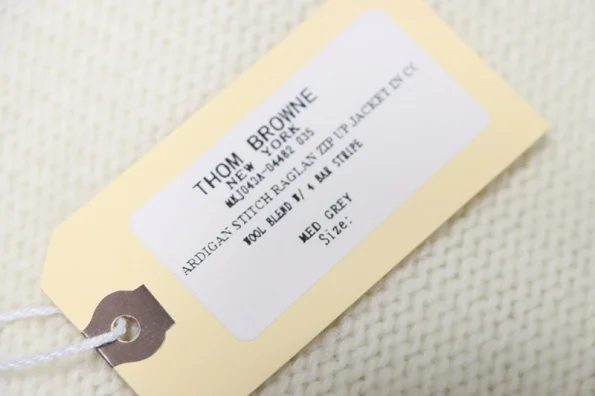 THOM BROWNE
NEW YORK
MKJ043A-04482 035
ARDIGAN STITCH RAGLAN ZIP UP JACKET IN CO
WOOL BLEND W/ 4 BAR STRIPE
MED GREY
Size: